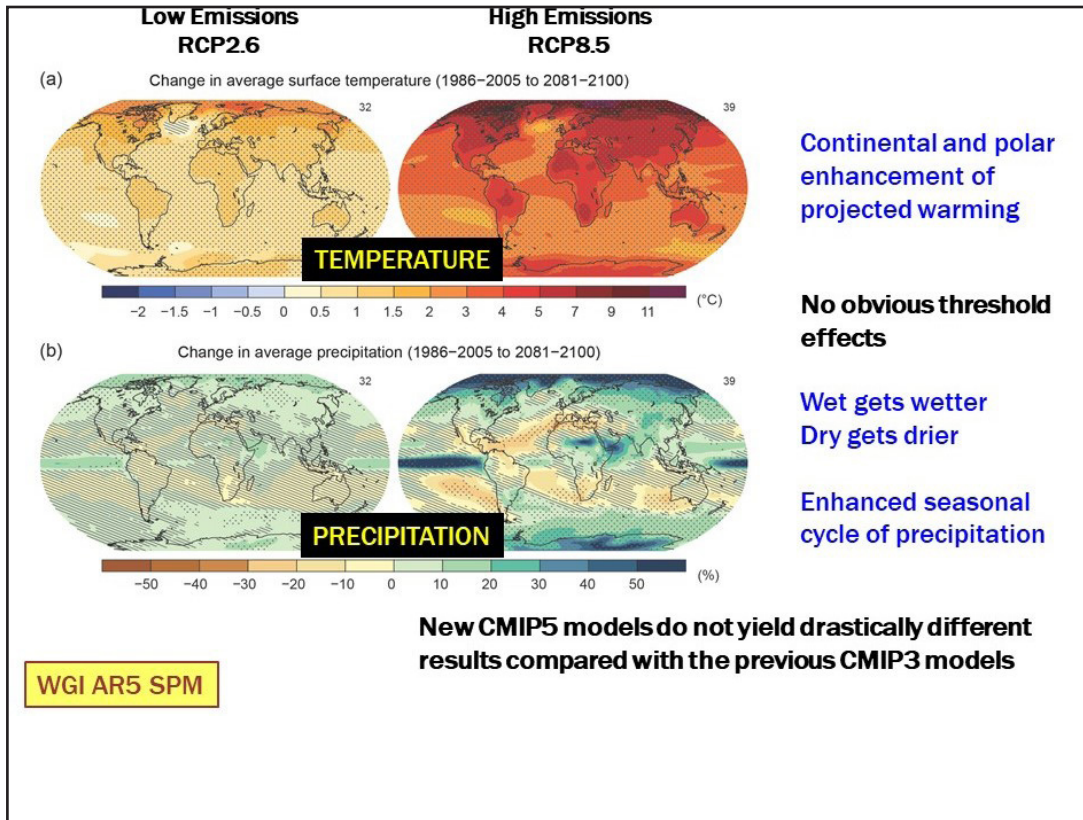 Low Emissions
RCP2.6
High Emissions
RCP8.5
(a)
Change in average surface temperature (1986−2005 to 2081−2100)
32
39
TEMPERATURE
−2 −1.5 −1 −0.5 0 0.5 1 1.5 2 3 4 5 7 9 11
(°C)
(b)
Change in average precipitation (1986−2005 to 2081−2100)
32
39
PRECIPITATION
−50 −40 −30 −20 −10 0 10 20 30 40 50
(%)
Continental and polar
enhancement of
projected warming
No obvious threshold
effects
Wet gets wetter
Dry gets drier
Enhanced seasonal
cycle of precipitation
New CMIP5 models do not yield drastically different
results compared with the previous CMIP3 models
WGI AR5 SPM